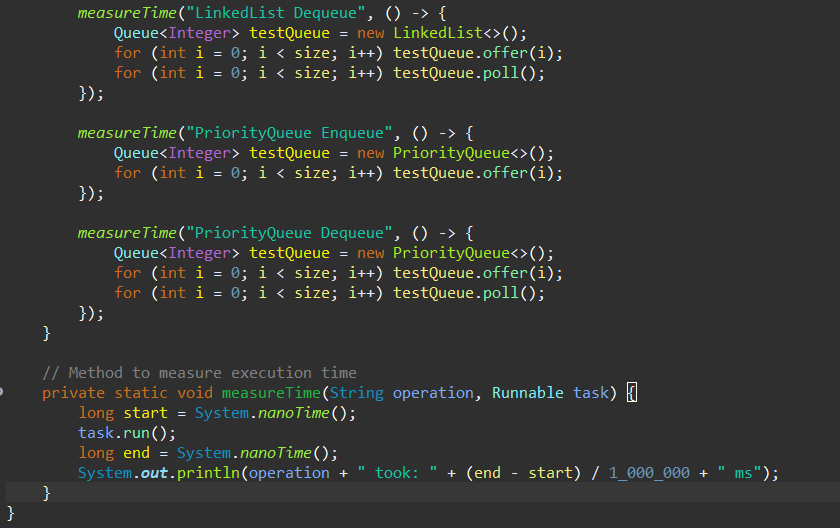 measureTime("LinkedList Dequeue", () -> {
Queue<Integer> testQueue = new LinkedList<>();
for (int i = 0; i < size; i++) testQueue.offer(i);
for (int i = 0; i < size; i++) testQueue.poll();
});
measureTime("PriorityQueue Enqueue", () -> {
Queue<Integer> testQueue = new PriorityQueue<>();
for (int i = 0; i < size; i++) testQueue.offer(i);
});
measureTime("PriorityQueue Dequeue", () -> {
Queue<Integer> testQueue = new PriorityQueue<>();
for (int i = 0; i < size; i++) testQueue.offer(i);
for (int i = 0; i < size; i++) testQueue.poll();
});
}
// Method to measure execution time
private static void measureTime(String operation, Runnable task) {
long start = System.nanoTime();
task.run();
long end = System.nanoTime();
System.out.println(operation + " took: " + (end - start) / 1_000_000 + " ms");
}
}